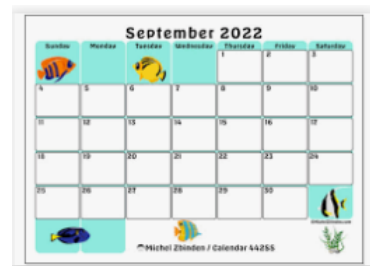 September 2022
Sunday Monday Tuesday Wednesday Thursday Friday Saturday
1 2 3
4 5 6 7 8 9 10
11 12 13 14 15 16 17
18 19 20 21 22 23 24
25 26 27 28 29 30
©MichelZbinden.com
Michel Zbinden / Calendar 44255